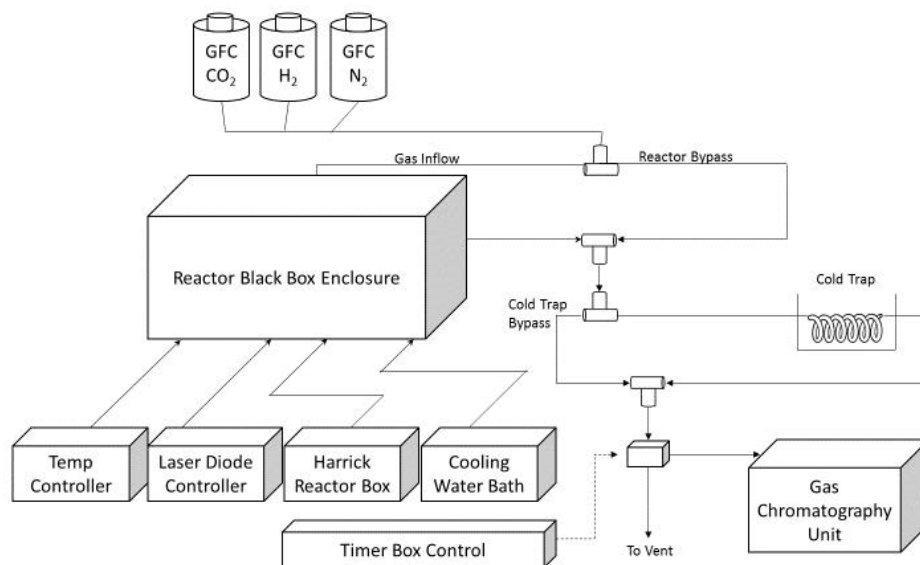 GFC
CO₂
GFC
H₂
GFC
N₂
Gas Inflow
Reactor Bypass
Reactor Black Box Enclosure
Cold Trap
Cold Trap
Bypass
Temp
Controller
Laser Diode
Controller
Harrick
Reactor Box
Cooling
Water Bath
Gas
Chromatography
Unit
Timer Box Control
To Vent